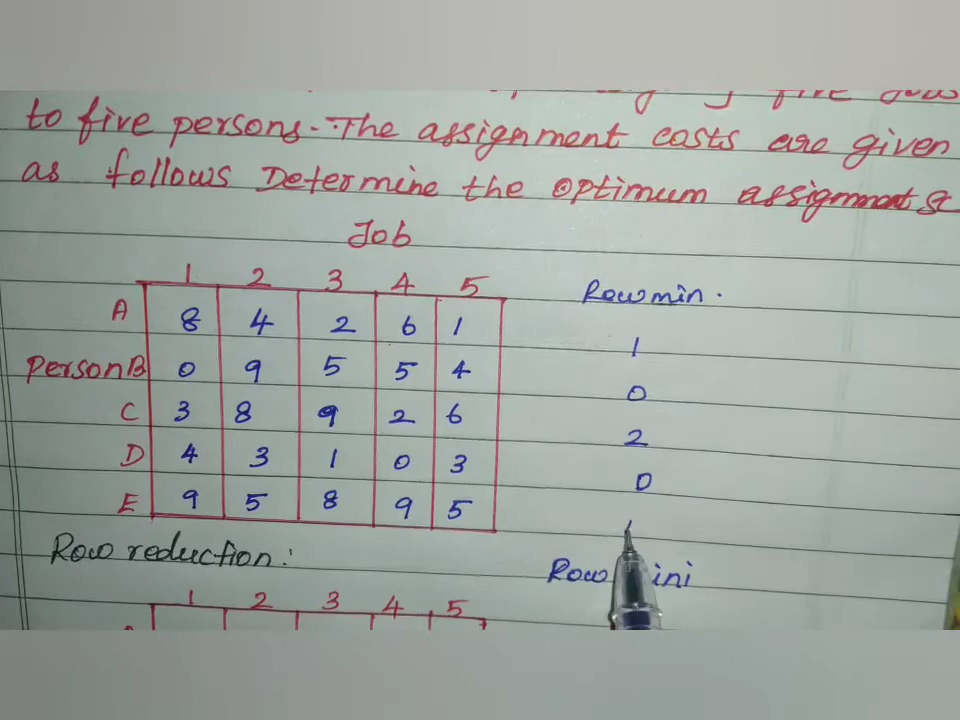 five
to five persons. The assignment costs are given
as follows Determine the optimum assignment
Job
1 2 3 4 5 Row min.
A 8 4 2 6 1 1
Person B 0 9 5 5 4 0
C 3 8 9 2 6 2
D 4 3 1 0 3 0
E 9 5 8 9 5
Row reduction: Row ini
1 2 3 4 5